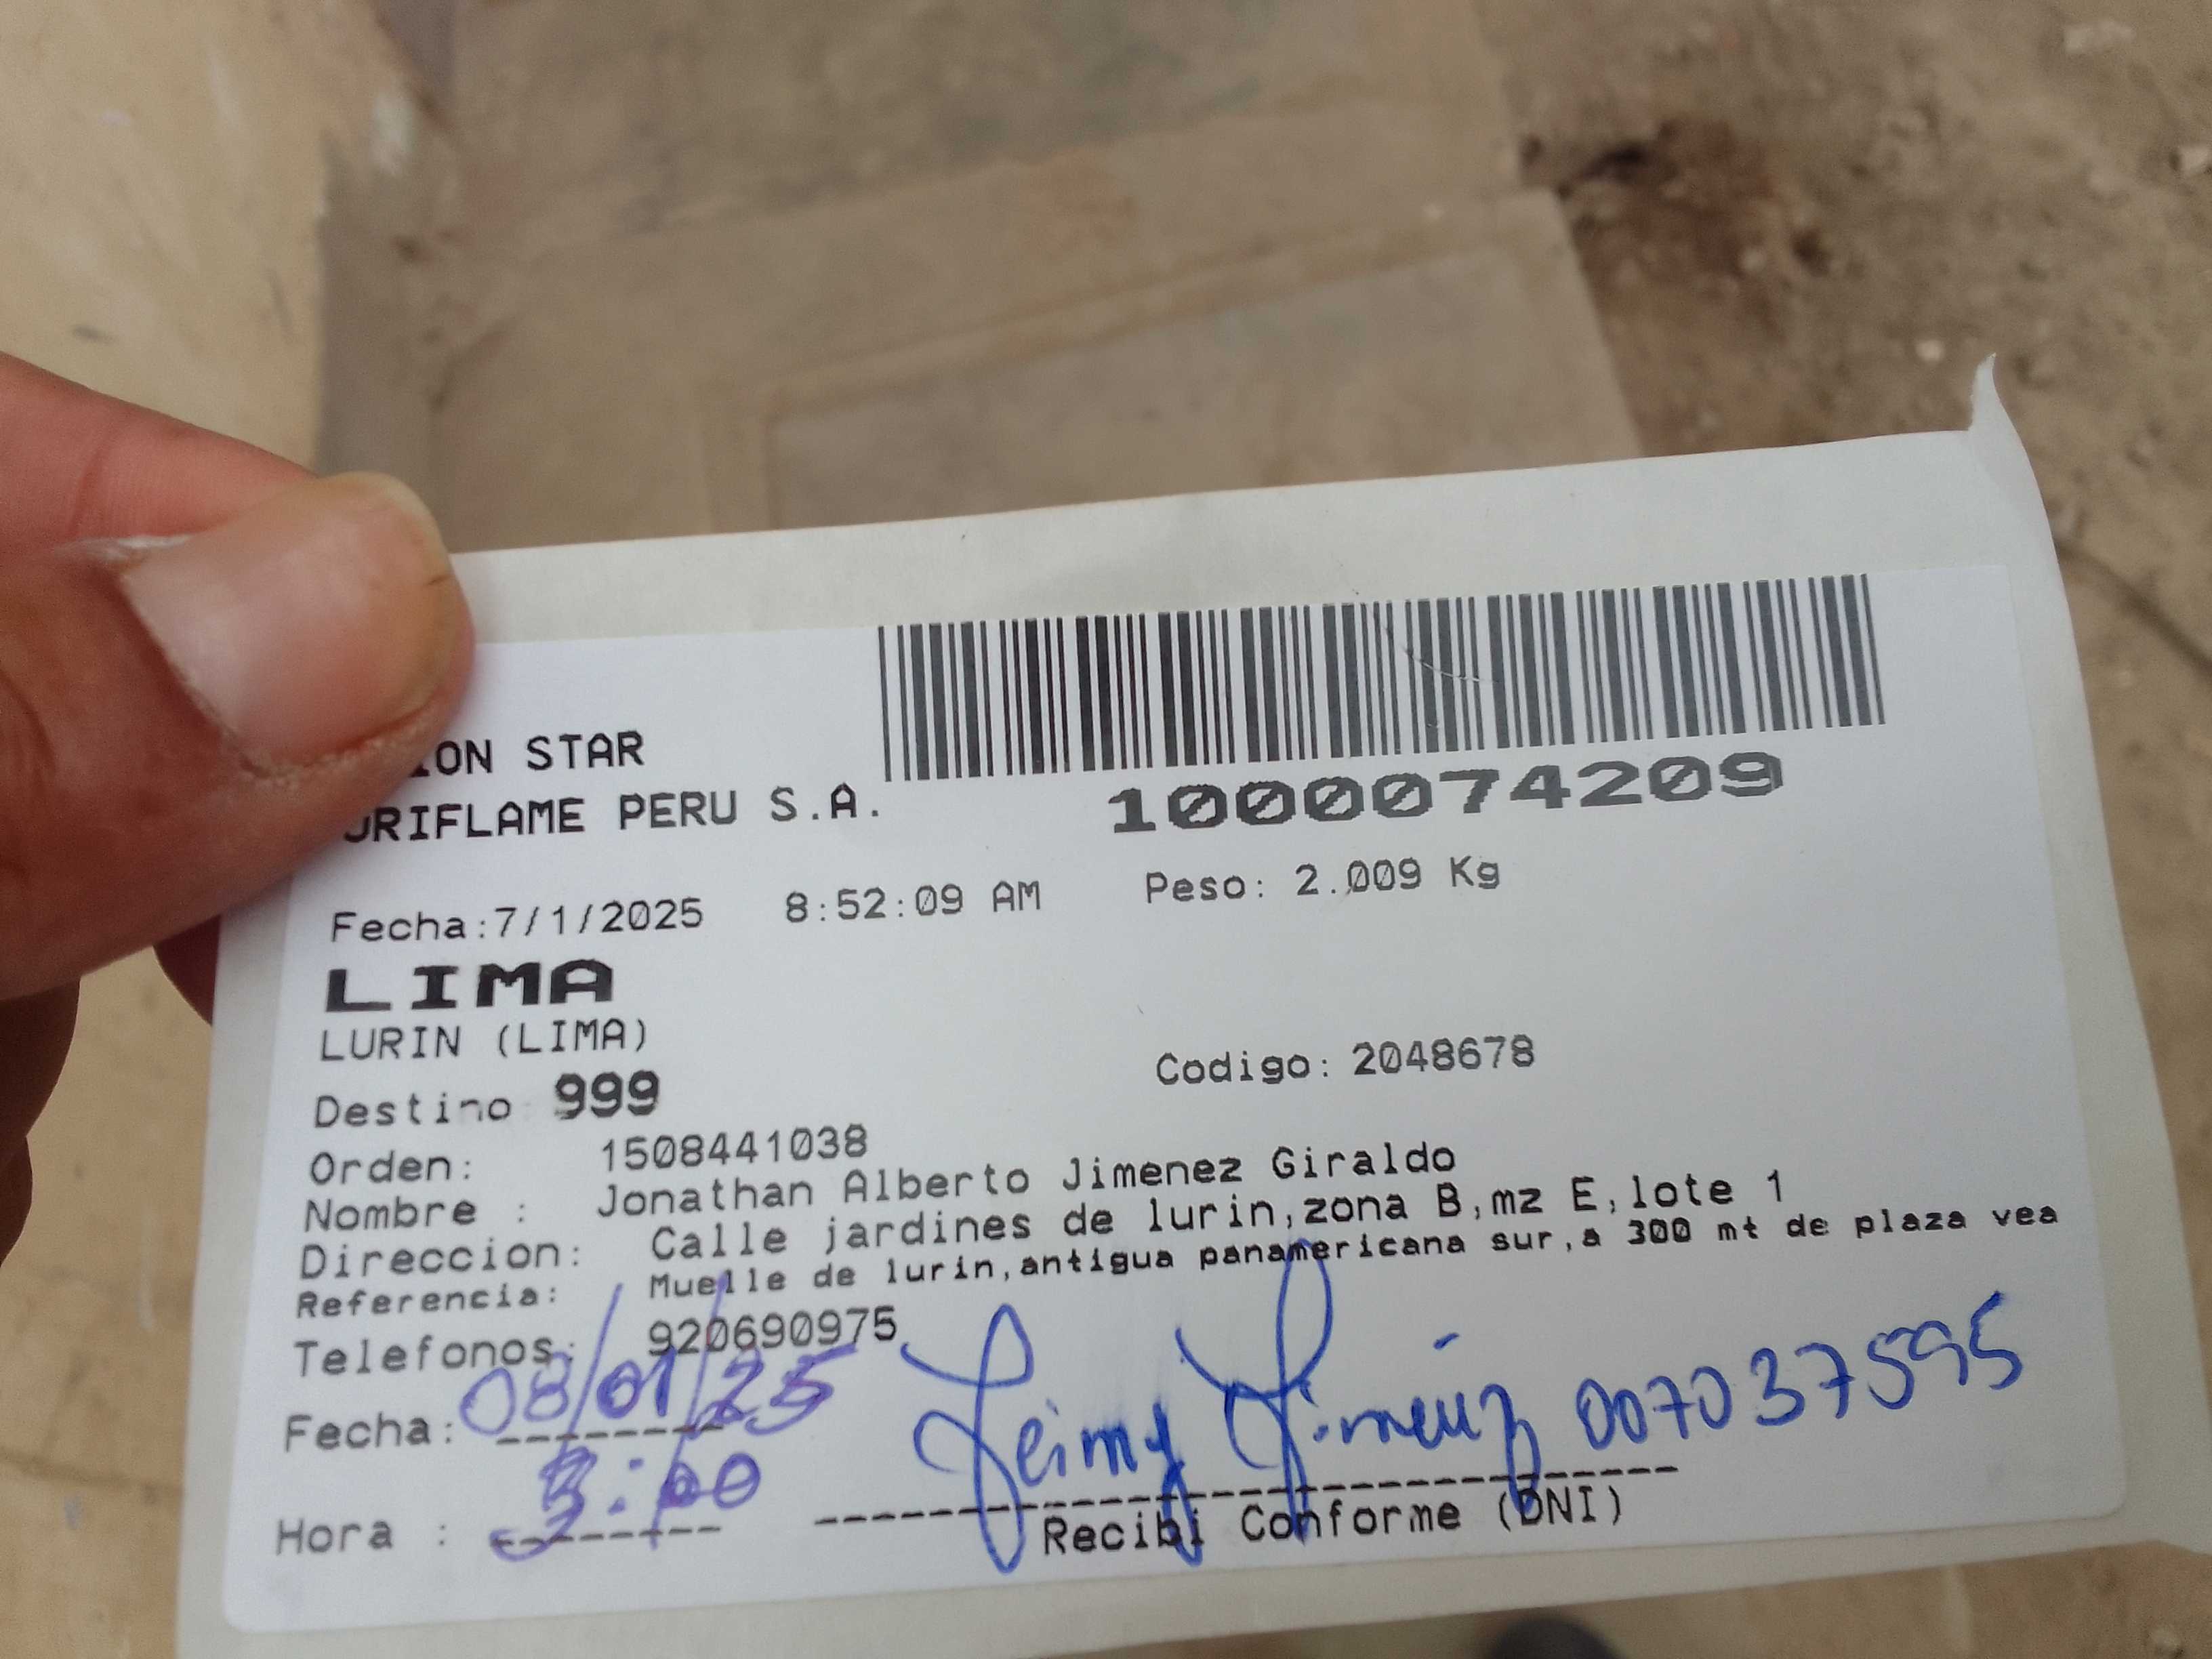 ION STAR
ORIFLAME PERU S.A.
1000074209
Fecha:7/1/2025 8:52:09 AM Peso: 2.009 Kg
LIMA
LURIN (LIMA)
Destino 999 Codigo: 2048678
Orden: 1508441038
Nombre : Jonathan Alberto Jimenez Giraldo
Direccion: Calle jardines de lurin,zona B,mz E,lote 1
Referencia: Muelle de lurin,antigua panamericana sur,a 300 mt de plaza vea
Telefonos: 920690975
Fecha: 08/01/25 Leimy Jimenez 007037595
Hora : 3:00
Recibi Conforme (DNI)